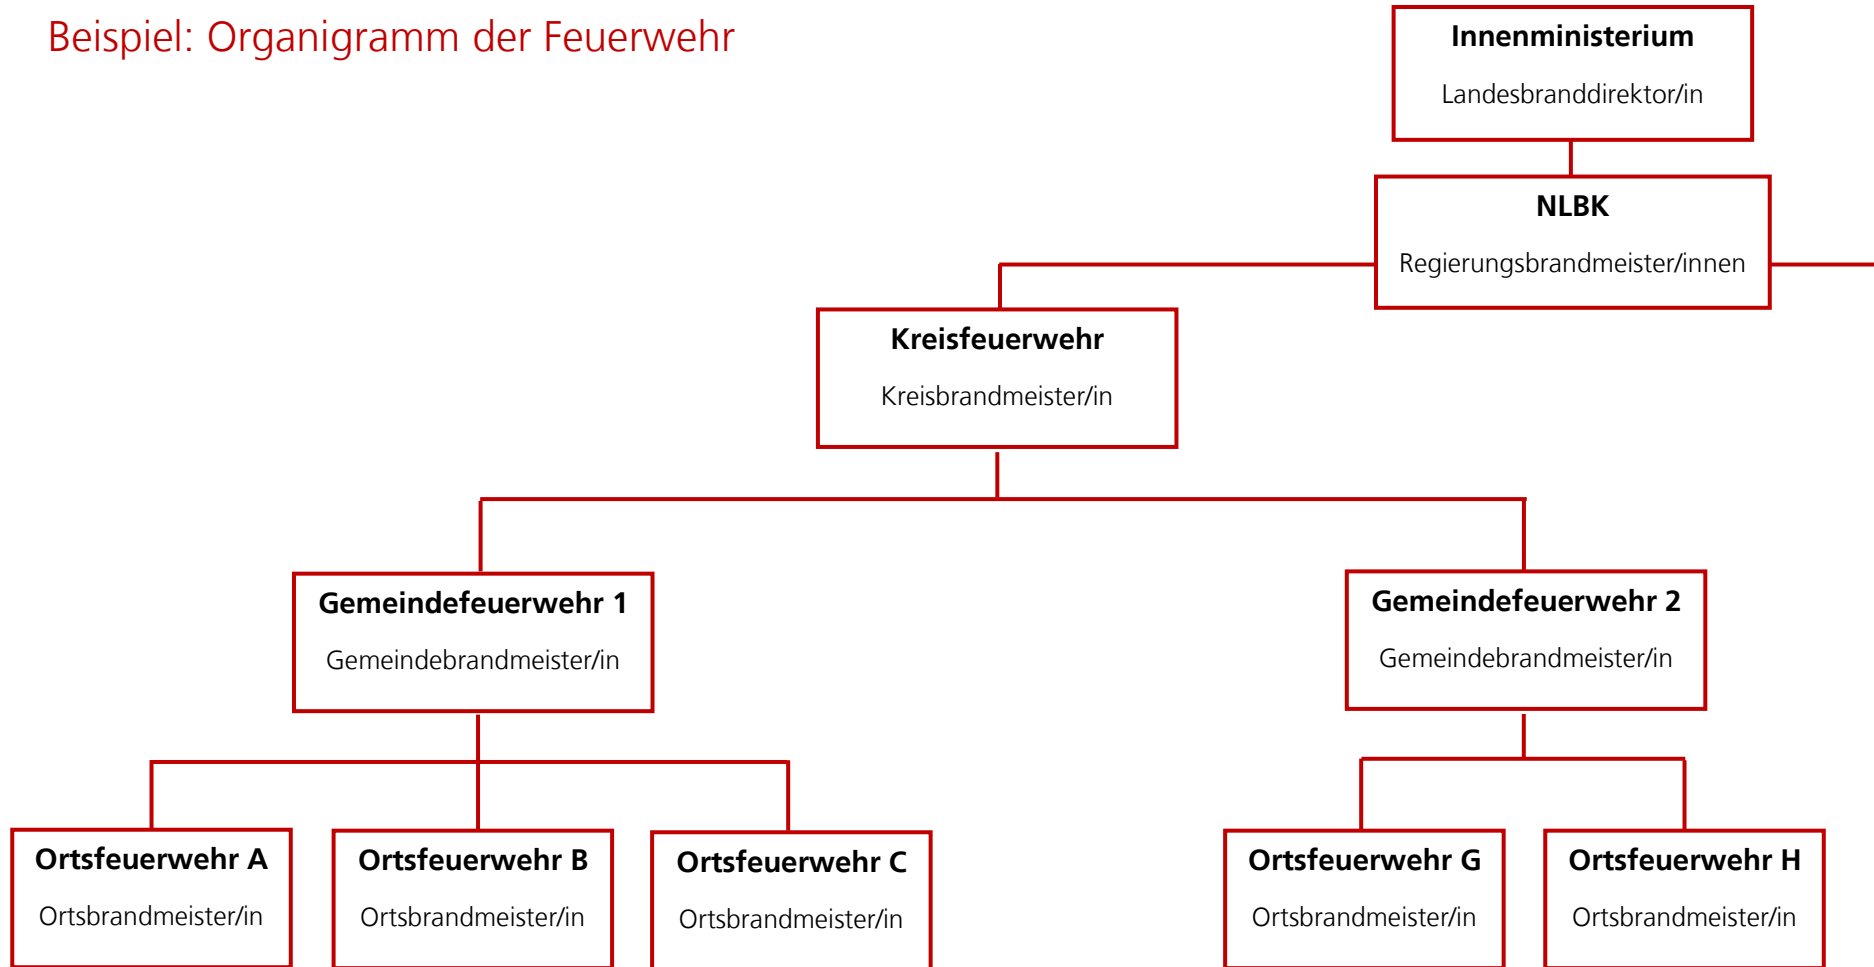 Beispiel: Organigramm der Feuerwehr
Innenministerium
Landesbranddirektor/in
NLBK
Regierungsbrandmeister/innen
Kreisfeuerwehr
Kreisbrandmeister/in
Gemeindefeuerwehr 1
Gemeindebrandmeister/in
Gemeindefeuerwehr 2
Gemeindebrandmeister/in
Ortsfeuerwehr A
Ortsbrandmeister/in
Ortsfeuerwehr B
Ortsbrandmeister/in
Ortsfeuerwehr C
Ortsbrandmeister/in
Ortsfeuerwehr G
Ortsbrandmeister/in
Ortsfeuerwehr H
Ortsbrandmeister/in